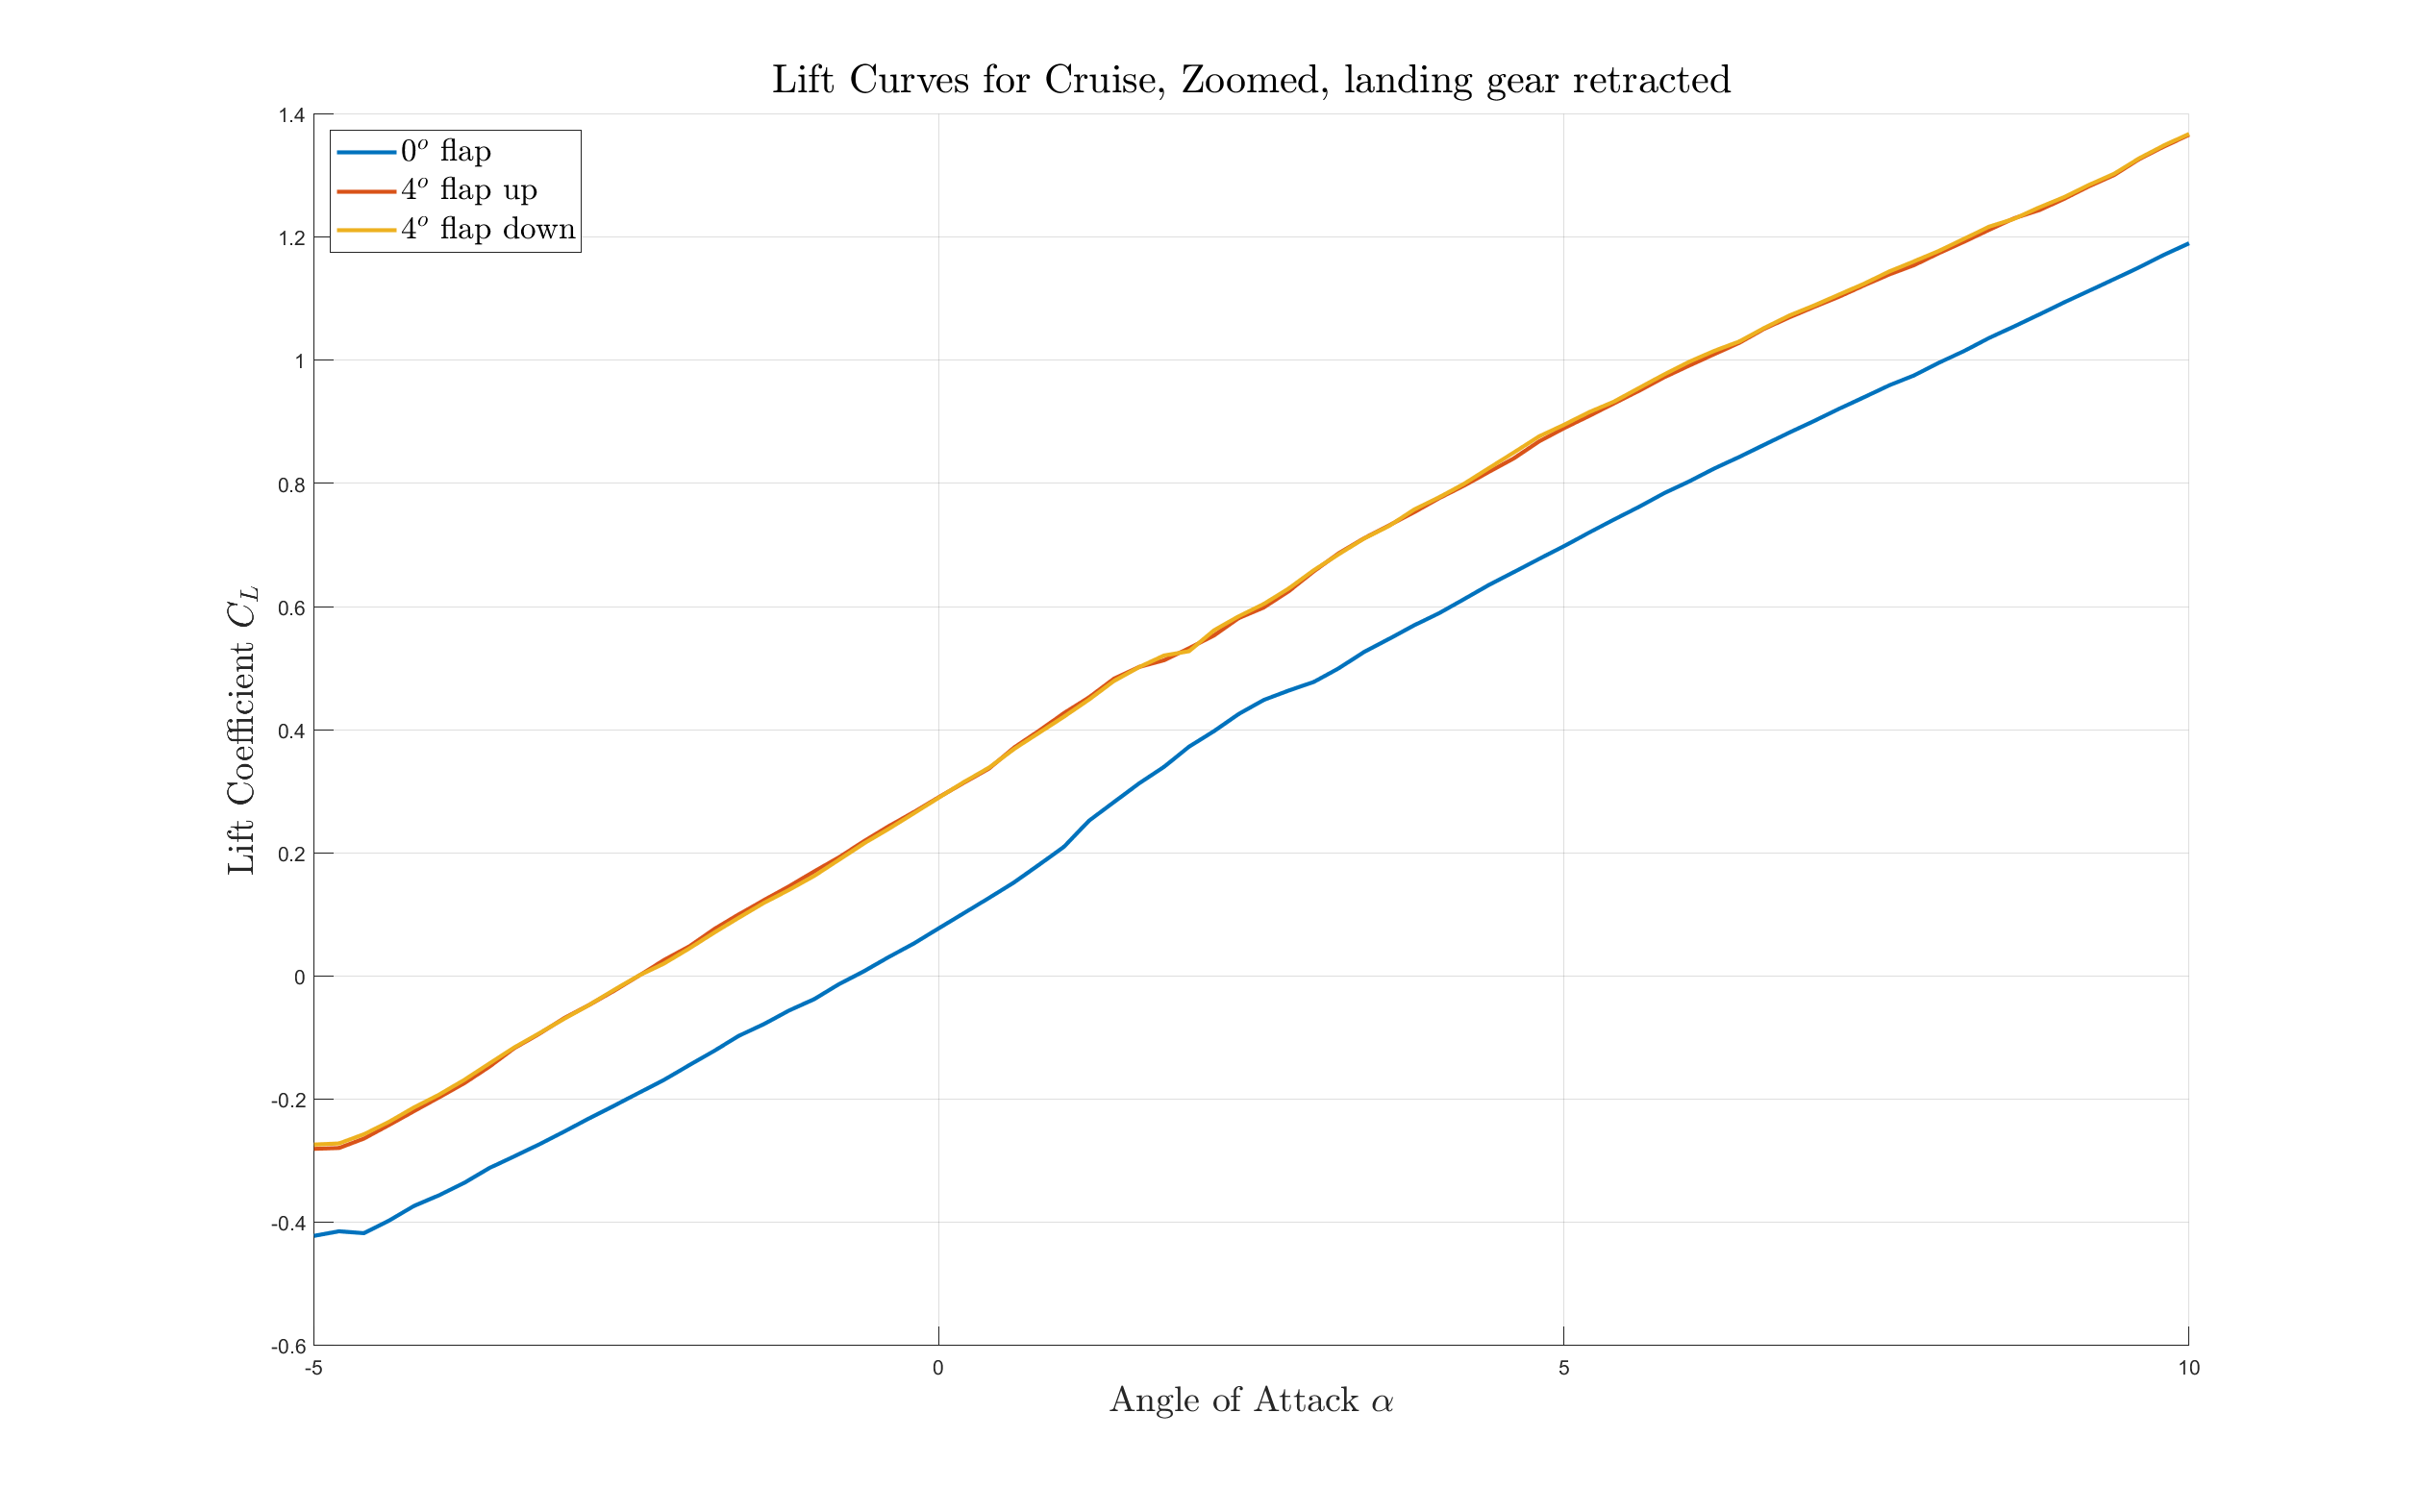 Lift Curves for Cruise, Zoomed, landing gear retracted
0° flap
4° flap up
4° flap down
1.4
1.2
1
0.8
0.6
0.4
0.2
0
-0.2
-0.4
-0.6
Lift Coefficient C_L
-5 0 5 10
Angle of Attack α